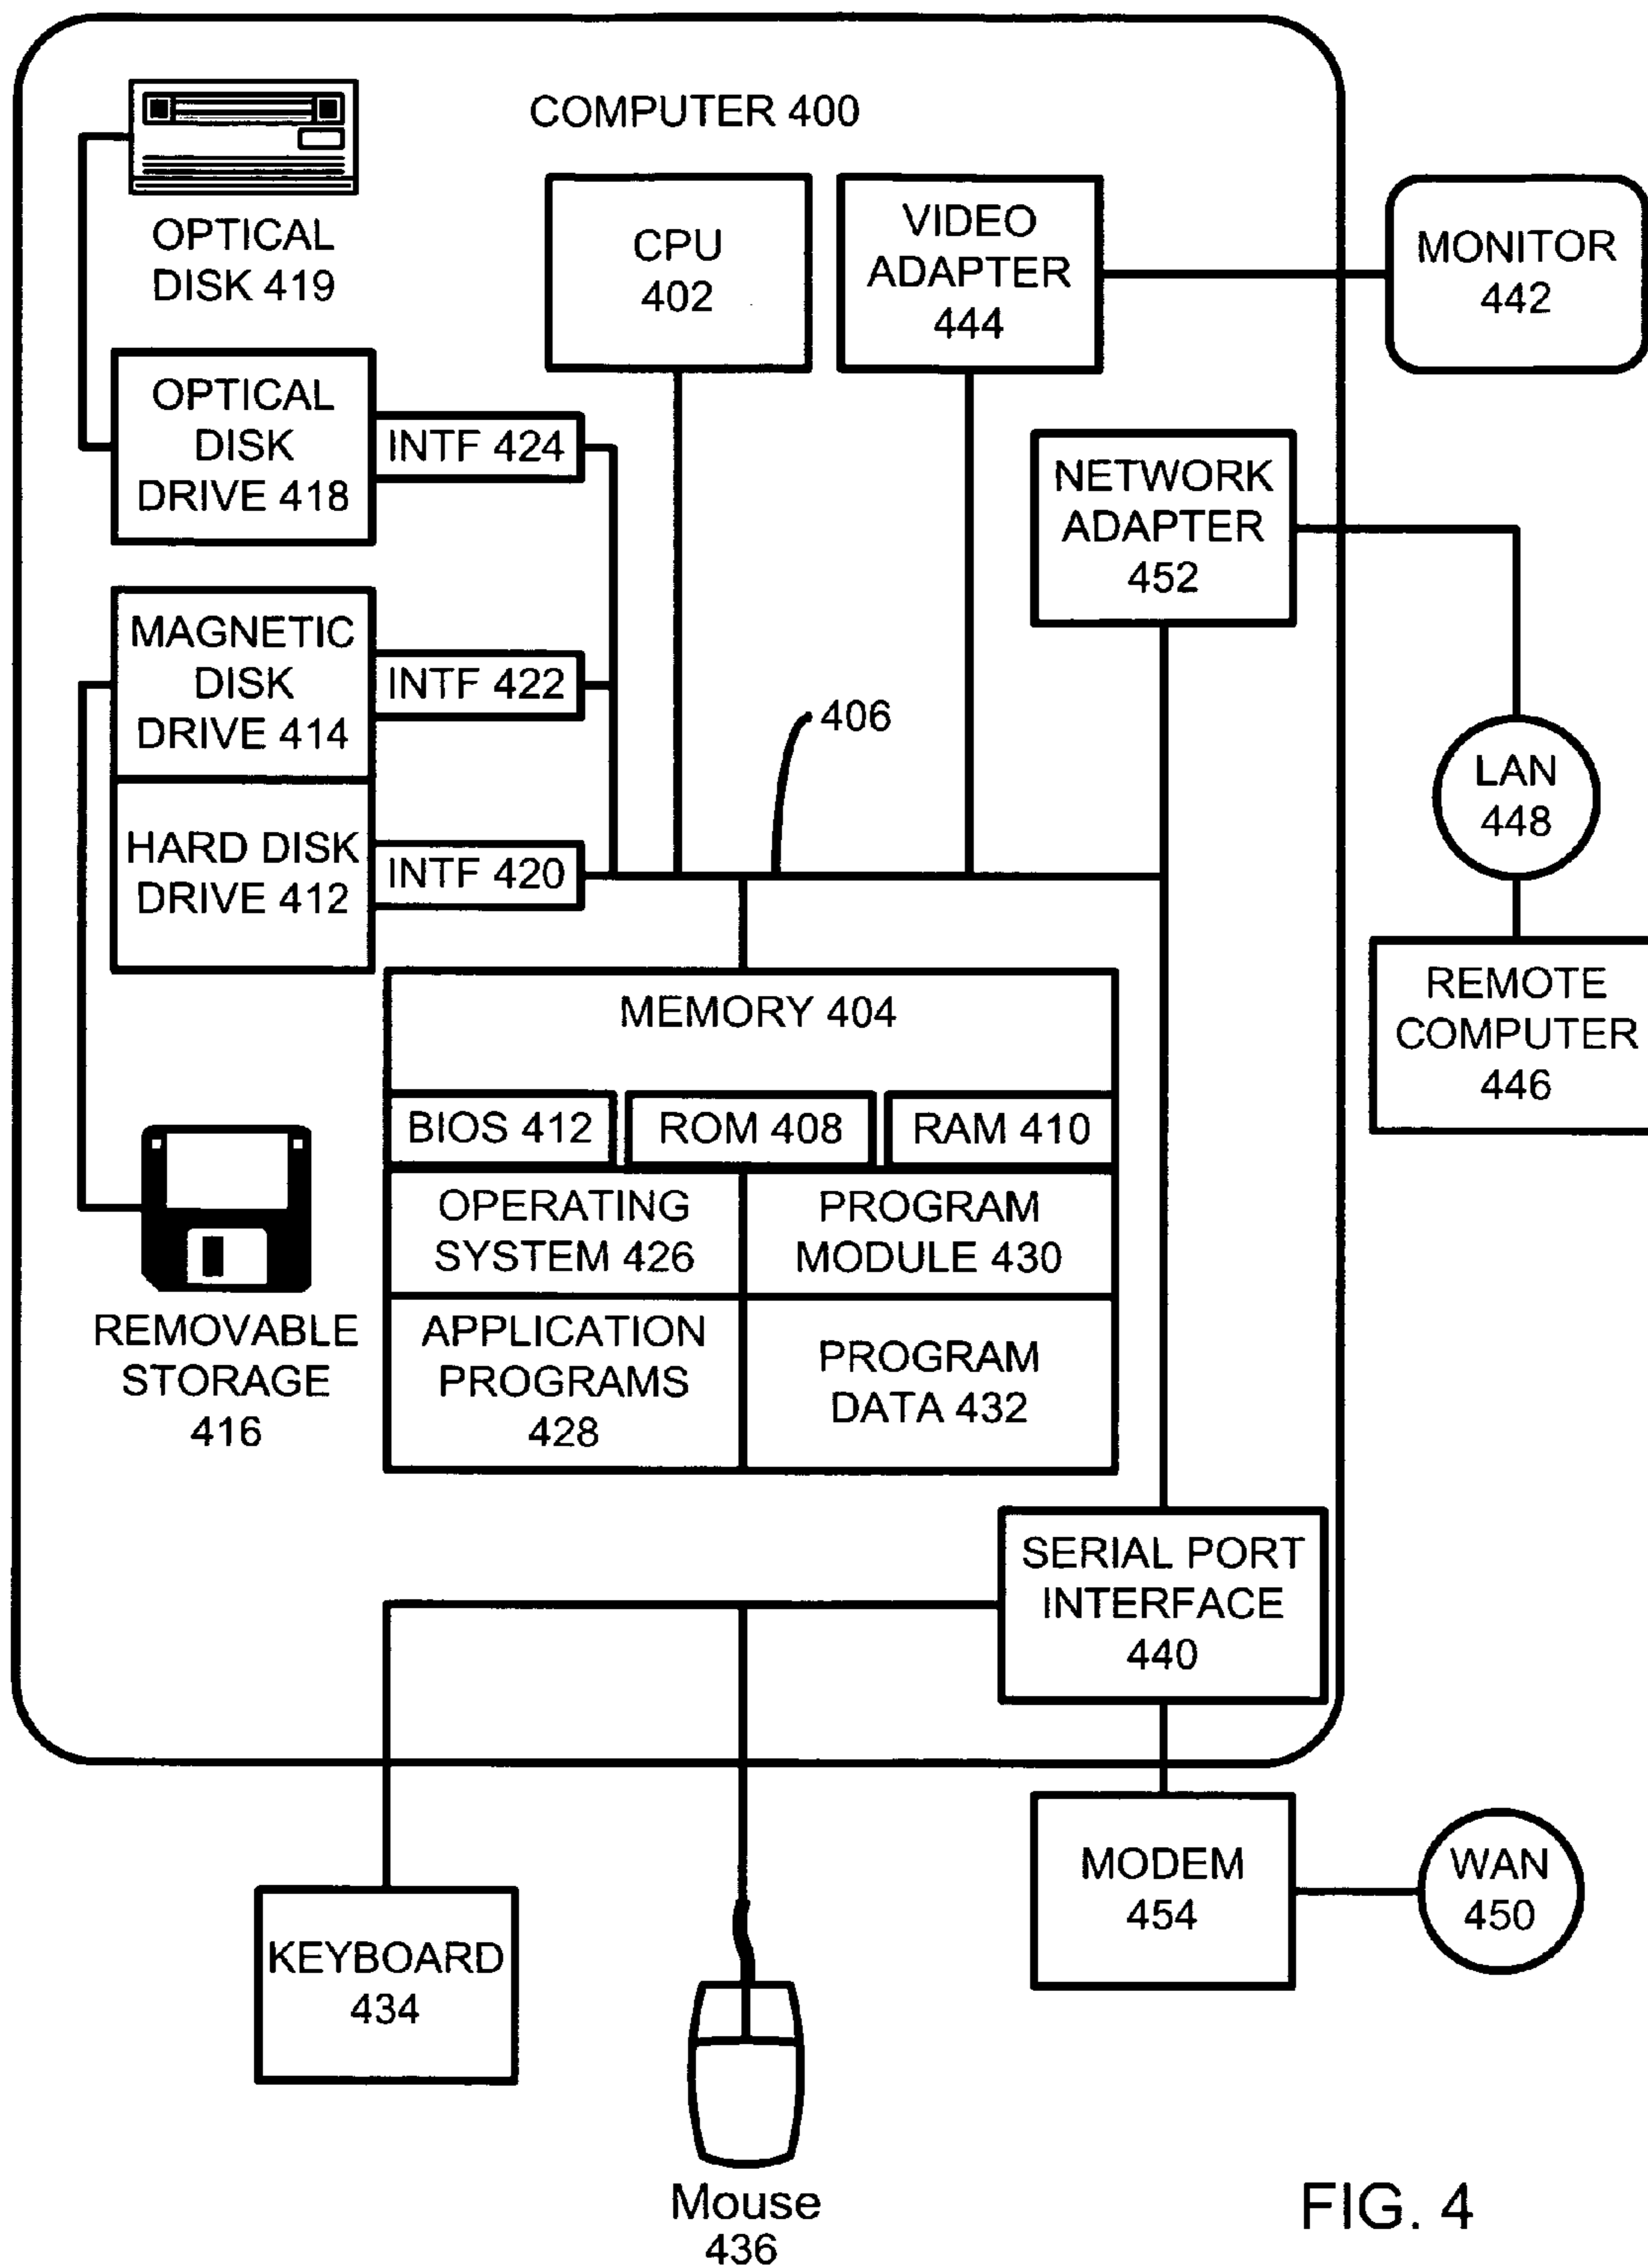 COMPUTER 400
OPTICAL
DISK 419
CPU
402
VIDEO
ADAPTER
444
MONITOR
442
OPTICAL
DISK
DRIVE 418
INTF 424
NETWORK
ADAPTER
452
MAGNETIC
DISK
DRIVE 414
INTF 422
406
LAN
448
HARD DISK
DRIVE 412
INTF 420
REMOTE
COMPUTER
446
MEMORY 404
BIOS 412
ROM 408
RAM 410
OPERATING
SYSTEM 426
PROGRAM
MODULE 430
REMOVABLE
STORAGE
416
APPLICATION
PROGRAMS
428
PROGRAM
DATA 432
SERIAL PORT
INTERFACE
440
MODEM
454
WAN
450
KEYBOARD
434
Mouse
436
FIG. 4